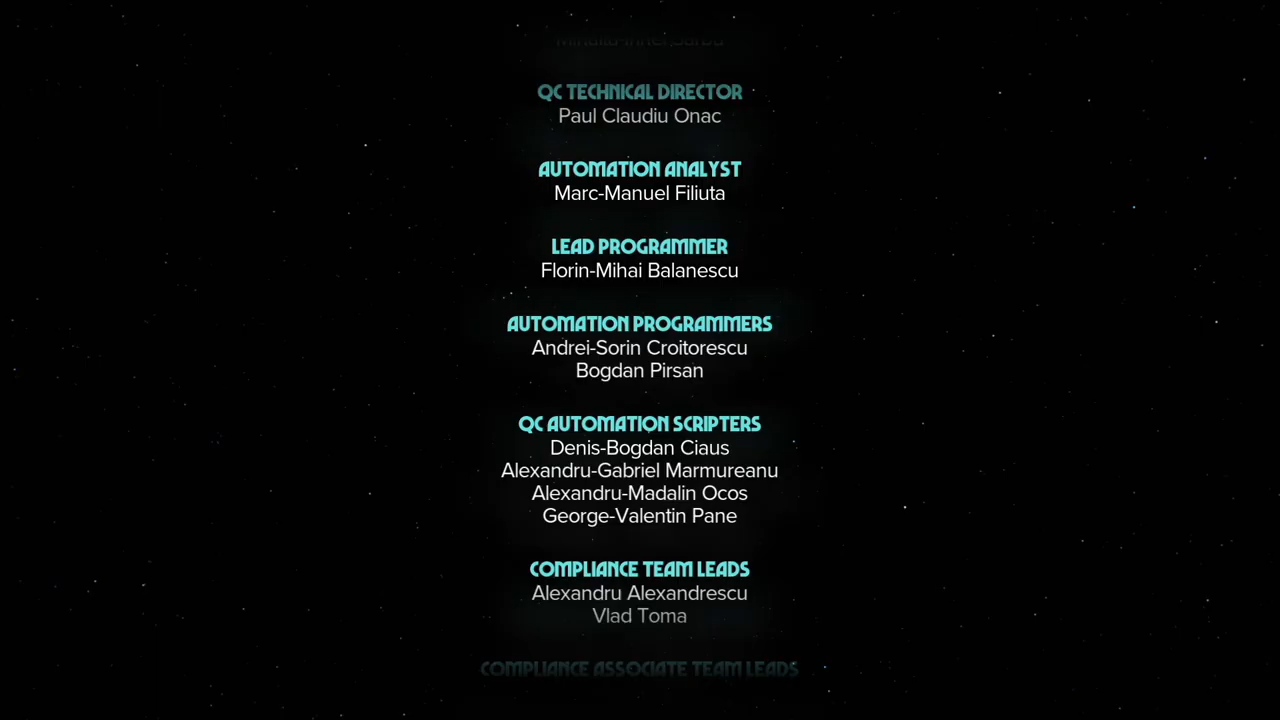 QC TECHNICAL DIRECTOR
Paul Claudiu Onac
AUTOMATION ANALYST
Marc-Manuel Filiuta
LEAD PROGRAMMER
Florin-Mihai Balanescu
AUTOMATION PROGRAMMERS
Andrei-Sorin Croitorescu
Bogdan Pirsan
QC AUTOMATION SCRIPTERS
Denis-Bogdan Ciaus
Alexandru-Gabriel Marmureanu
Alexandru-Madalin Ocos
George-Valentin Pane
COMPLIANCE TEAM LEADS
Alexandru Alexandrescu
Vlad Toma
COMPLIANCE ASSOCIATE TEAM LEADS